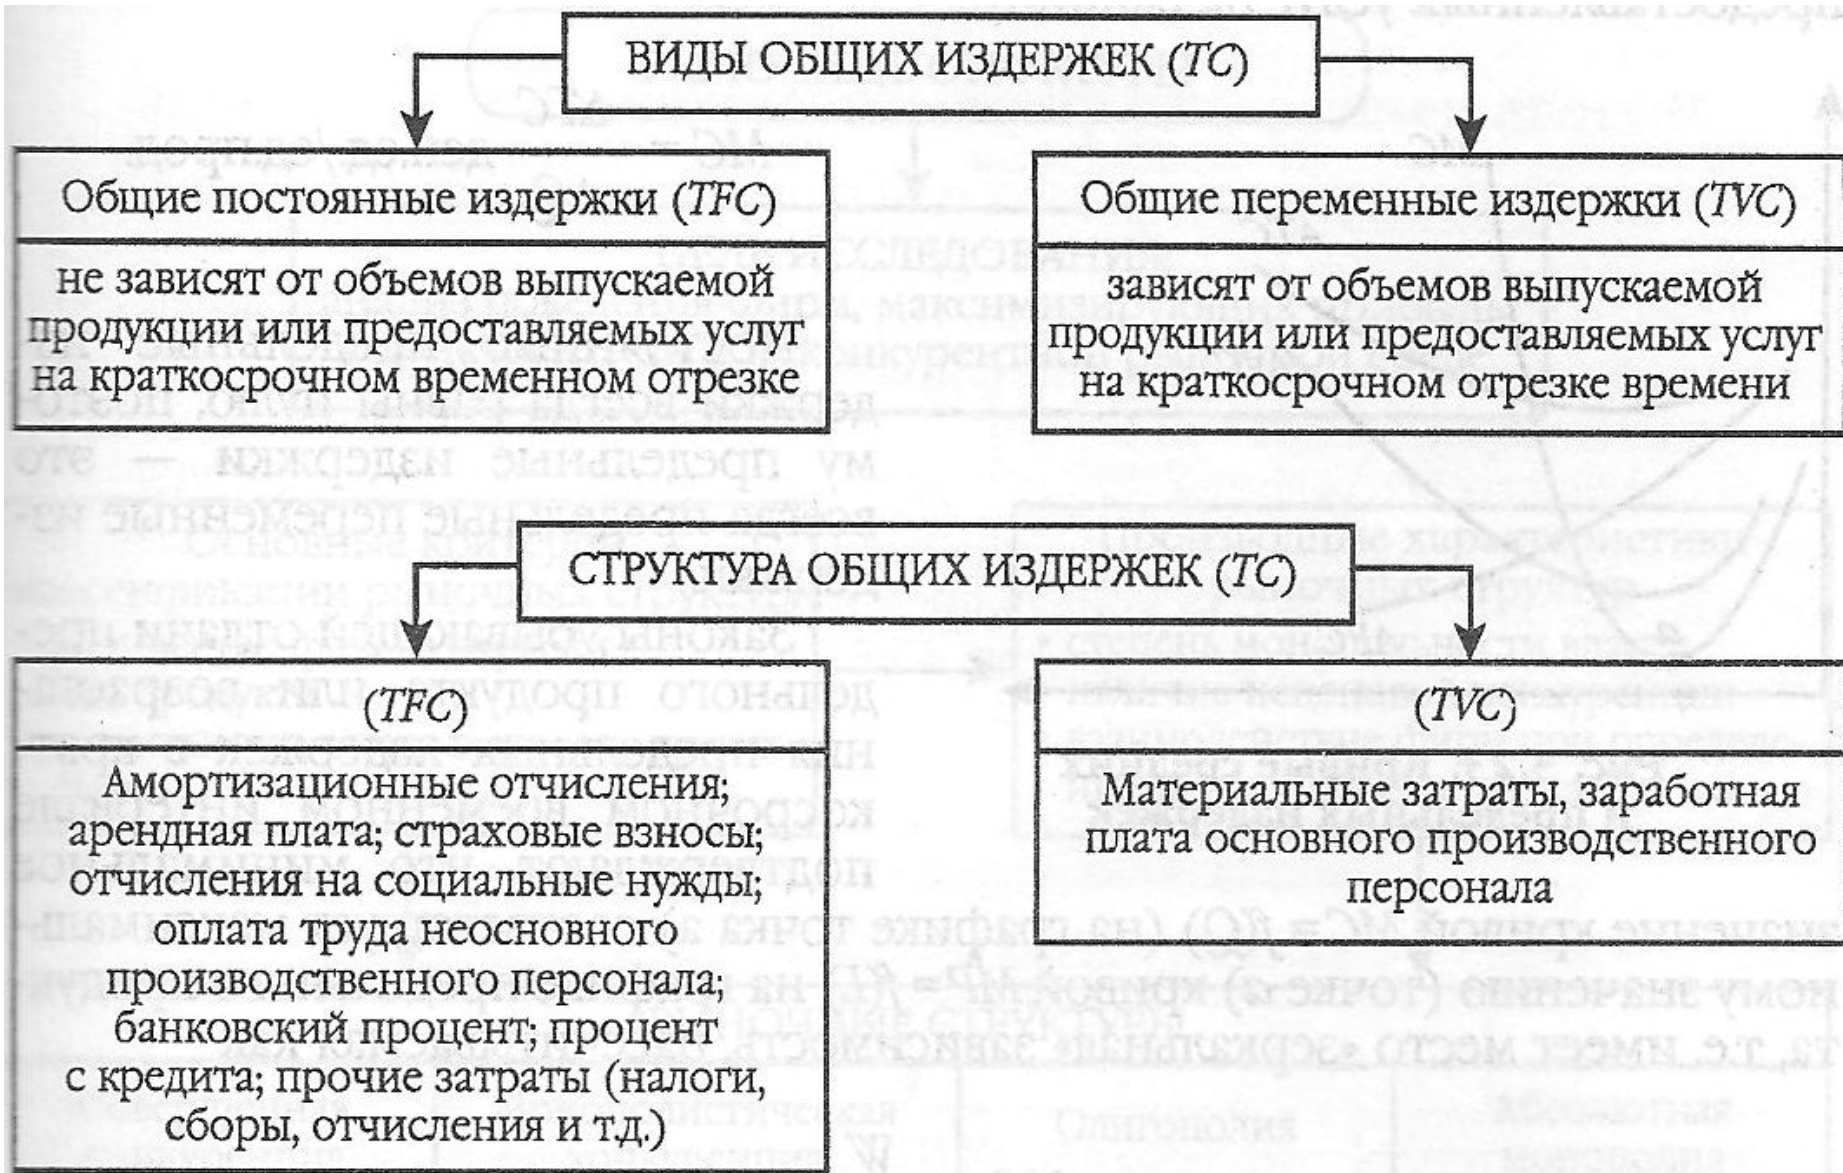 ВИДЫ ОБЩИХ ИЗДЕРЖЕК (TC)
Общие постоянные издержки (TFC)
не зависят от объемов выпускаемой
продукции или предоставляемых услуг
на краткосрочном временном отрезке
Общие переменные издержки (TVC)
зависят от объемов выпускаемой
продукции или предоставляемых услуг
на краткосрочном отрезке времени
СТРУКТУРА ОБЩИХ ИЗДЕРЖЕК (TC)
(TFC)
Амортизационные отчисления;
арендная плата; страховые взносы;
отчисления на социальные нужды;
оплата труда неосновного
производственного персонала;
банковский процент; процент
с кредита; прочие затраты (налоги,
сборы, отчисления и т.д.)
(TVC)
Материальные затраты, заработная
плата основного производственного
персонала